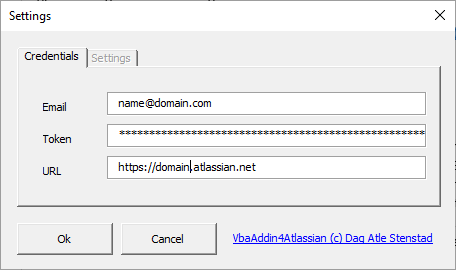 Settings
Credentials Settings
Email name@domain.com
Token ****************************************************
URL https://domain.atlassian.net
Ok Cancel VbaAddin4Atlassian (c) Dag Atle Stenstad